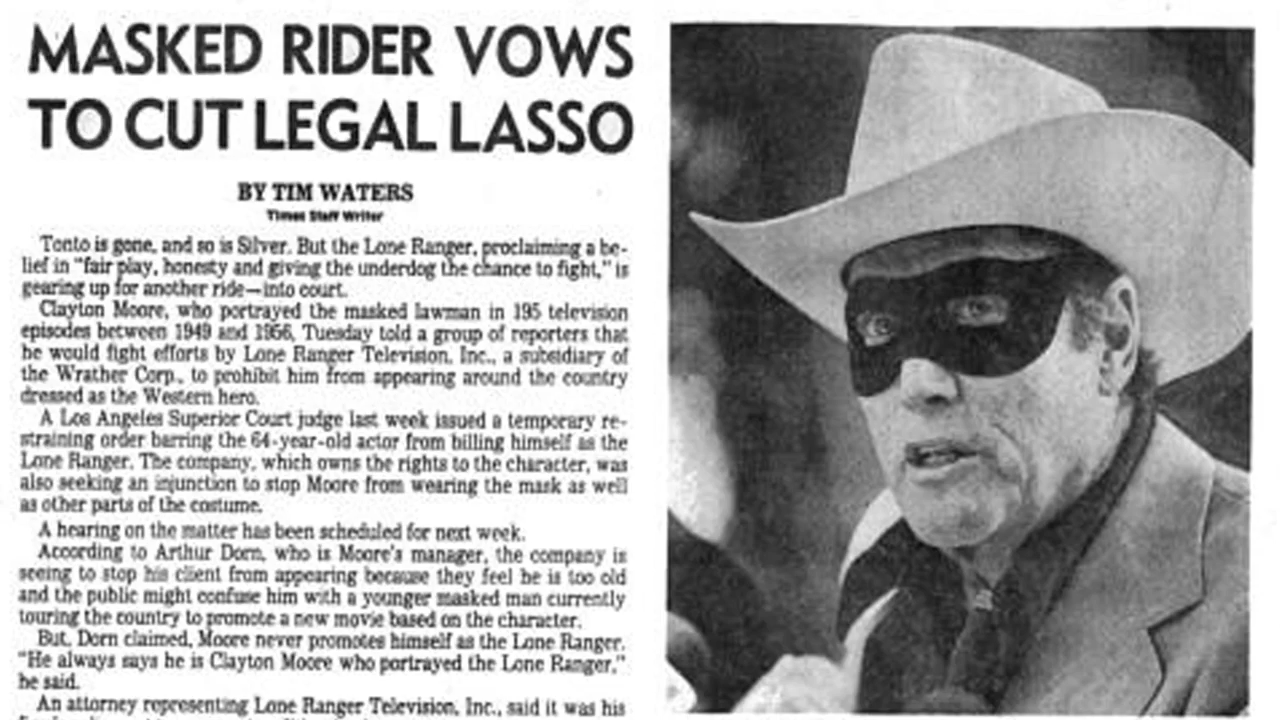 MASKED RIDER VOWS
TO CUT LEGAL LASSO
BY TIM WATERS
Times Staff Writer
Tonto is gone, and so is Silver. But the Lone Ranger, proclaiming a be-
lief in "fair play, honesty and giving the underdog the chance to fight," is
gearing up for another ride—into court.
Clayton Moore, who portrayed the masked lawman in 195 television
episodes between 1949 and 1956, Tuesday told a group of reporters that
he would fight efforts by Lone Ranger Television, Inc., a subsidiary of
the Wrather Corp., to prohibit him from appearing around the country
dressed as the Western hero.
A Los Angeles Superior Court judge last week issued a temporary re-
straining order barring the 64-year-old actor from billing himself as the
Lone Ranger. The company, which owns the rights to the character, was
also seeking an injunction to stop Moore from wearing the mask as well
as other parts of the costume.
A hearing on the matter has been scheduled for next week.
According to Arthur Dorn, who is Moore's manager, the company is
seeing to stop his client from appearing because they feel he is too old
and the public might confuse him with a younger masked man currently
touring the country to promote a new movie based on the character.
But, Dorn claimed, Moore never promotes himself as the Lone Ranger.
"He always says he is Clayton Moore who portrayed the Lone Ranger,"
he said.
An attorney representing Lone Ranger Television, Inc., said it was his